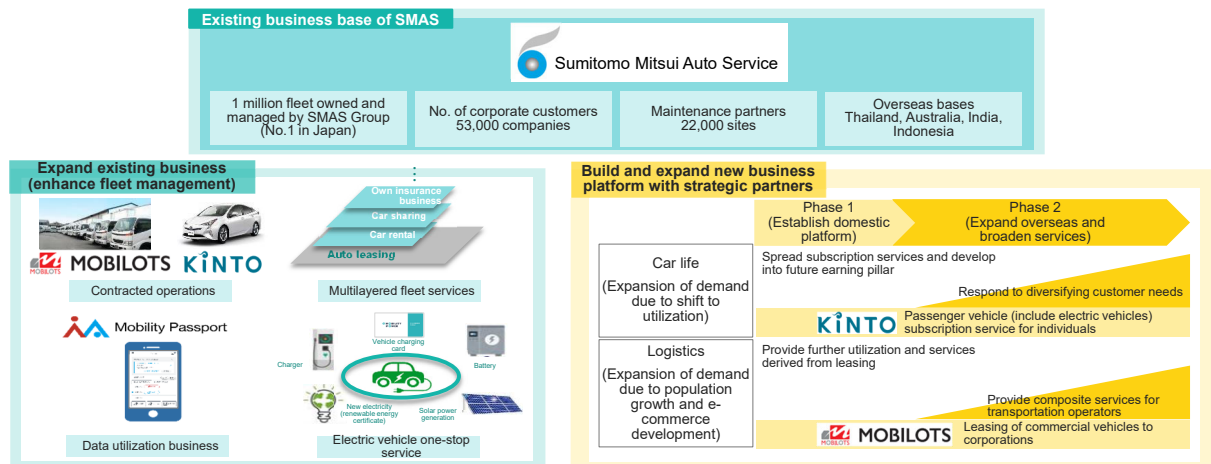 Existing business base of SMAS
Sumitomo Mitsui Auto Service
1 million fleet owned and
managed by SMAS Group
(No.1 in Japan)
No. of corporate customers
53,000 companies
Maintenance partners
22,000 sites
Overseas bases
Thailand, Australia, India,
Indonesia
Expand existing business
(enhance fleet management)
MOBILOTS
MOBILOTS
KINTO
Contracted operations
Own insurance
business
Car sharing
Car rental
Auto leasing
Multilayered fleet services
Mobility Passport
Data utilization business
Vehicle charging
card
Charger
Battery
New electricity
(renewable energy
certificate)
Solar power
generation
Electric vehicle one-stop
service
Build and expand new business
platform with strategic partners
Phase 1
(Establish domestic
platform)
Phase 2
(Expand overseas and
broaden services)
Car life
(Expansion of demand
due to shift to
utilization)
Spread subscription services and develop
into future earning pillar
Respond to diversifying customer needs
KINTO
Passenger vehicle (include electric vehicles)
subscription service for individuals
Logistics
(Expansion of demand
due to population
growth and e-
commerce
development)
Provide further utilization and services
derived from leasing
Provide composite services for
transportation operators
MOBILOTS
MOBILOTS
Leasing of commercial vehicles to
corporations